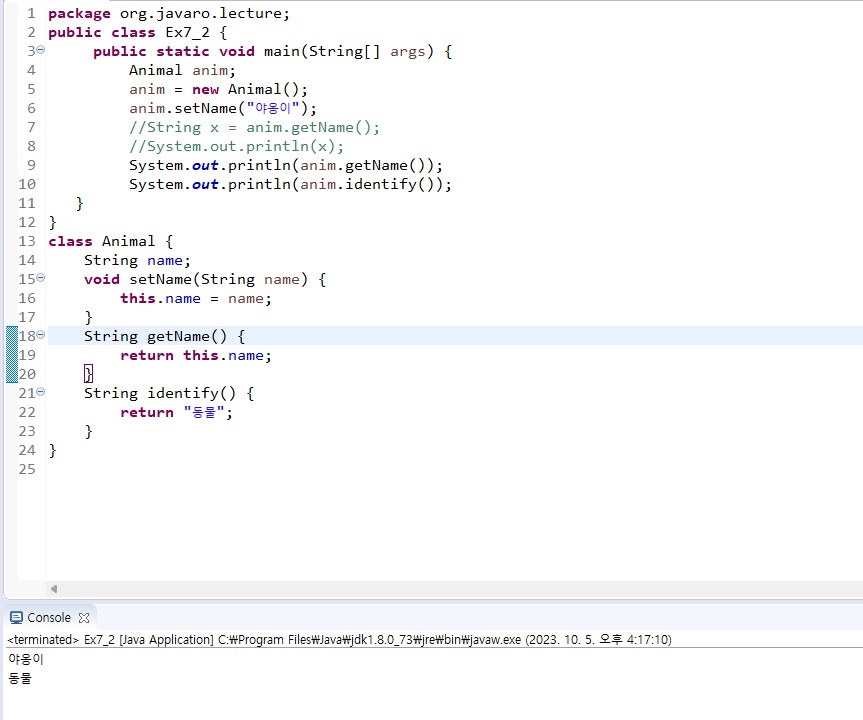 1 package org.javaro.lecture;
2 public class Ex7_2 {
3 public static void main(String[] args) {
4 Animal anim;
5 anim = new Animal();
6 anim.setName("야옹이");
7 //String x = anim.getName();
8 //System.out.println(x);
9 System.out.println(anim.getName());
10 System.out.println(anim.identify());
11 }
12 }
13 class Animal {
14 String name;
15 void setName(String name) {
16 this.name = name;
17 }
18 String getName() {
19 return this.name;
20 }
21 String identify() {
22 return "동물";
23 }
24 }
25
Console
<terminated> Ex7_2 [Java Application] C:₩Program Files₩Java₩jdk1.8.0_73₩jre₩bin₩javaw.exe (2023. 10. 5. 오후 4:17:10)
야옹이
동물